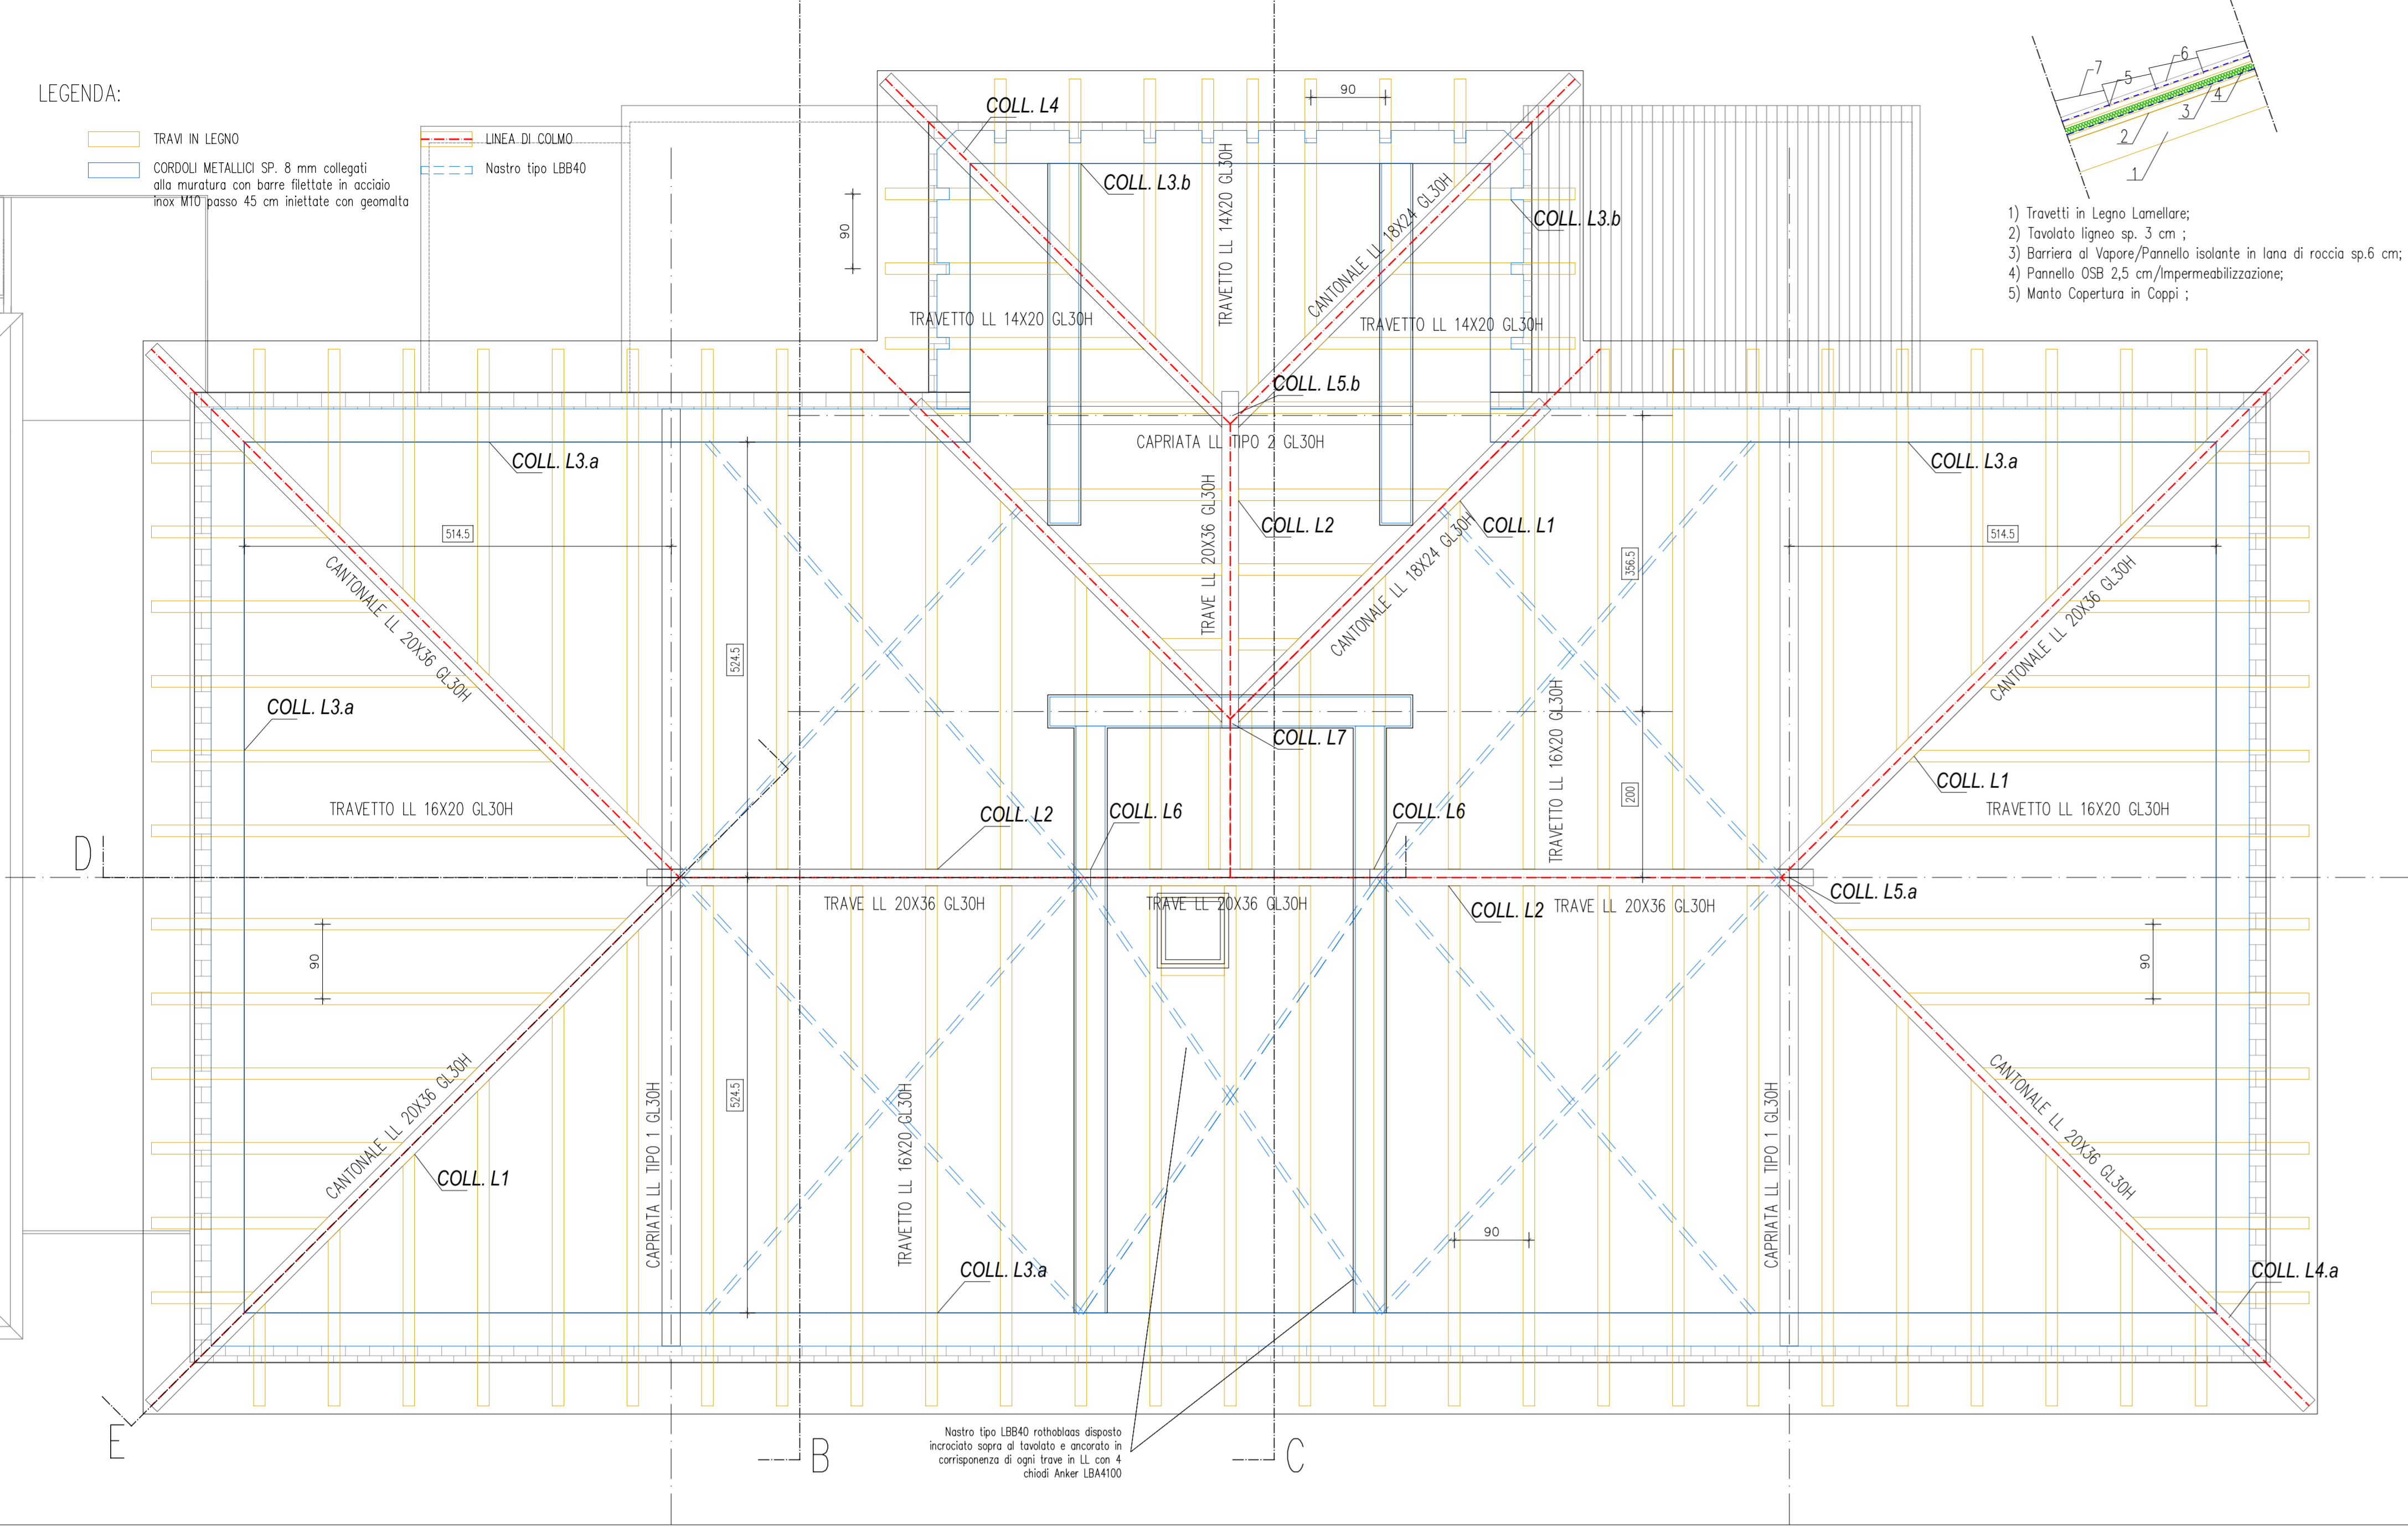 LEGENDA:
TRAVI IN LEGNO
CORDOLI METALLICI SP. 8 mm collegati
alla muratura con barre filettate in acciaio
inox M10 passo 45 cm iniettate con geomalta
LINEA DI COLMO
Nastro tipo LBB40
7
5
6
4
3
2
1
1) Travetti in Legno Lamellare;
2) Tavolato ligneo sp. 3 cm ;
3) Barriera al Vapore/Pannello isolante in lana di roccia sp.6 cm;
4) Pannello OSB 2,5 cm/Impermeabilizzazione;
5) Manto Copertura in Coppi ;
COLL. L4
90
COLL. L3.b
COLL. L3.b
90
TRAVETTO LL 14X20 GL30H
CANTONALE LL 18X24 GL30H
TRAVETTO LL 14X20 GL30H
TRAVETTO LL 14X20 GL30H
COLL. L5.b
CAPRIATA LL TIPO 2 GL30H
COLL. L3.a
COLL. L3.a
514.5
514.5
COLL. L2
COLL. L1
TRAVE LL 20X36 GL30H
CANTONALE LL 18X24 GL30H
356.5
CANTONALE LL 20X36 GL30H
CANTONALE LL 20X36 GL30H
524.5
COLL. L3.a
COLL. L7
TRAVETTO LL 16X20 GL30H
200
COLL. L1
TRAVETTO LL 16X20 GL30H
TRAVETTO LL 16X20 GL30H
COLL. L2
COLL. L6
COLL. L6
D
TRAVE LL 20X36 GL30H
TRAVE LL 20X36 GL30H
COLL. L2
TRAVE LL 20X36 GL30H
COLL. L5.a
90
90
CANTONALE LL 20X36 GL30H
524.5
CAPRIATA LL TIPO 1 GL30H
TRAVETTO LL 16X20 GL30H
CAPRIATA LL TIPO 1 GL30H
CANTONALE LL 20X36 GL30H
COLL. L1
90
COLL. L3.a
COLL. L4.a
E
B
C
Nastro tipo LBB40 rothoblaas disposto
incrociato sopra al tavolato e ancorato in
corrisponenza di ogni trave in LL con 4
chiodi Anker LBA4100